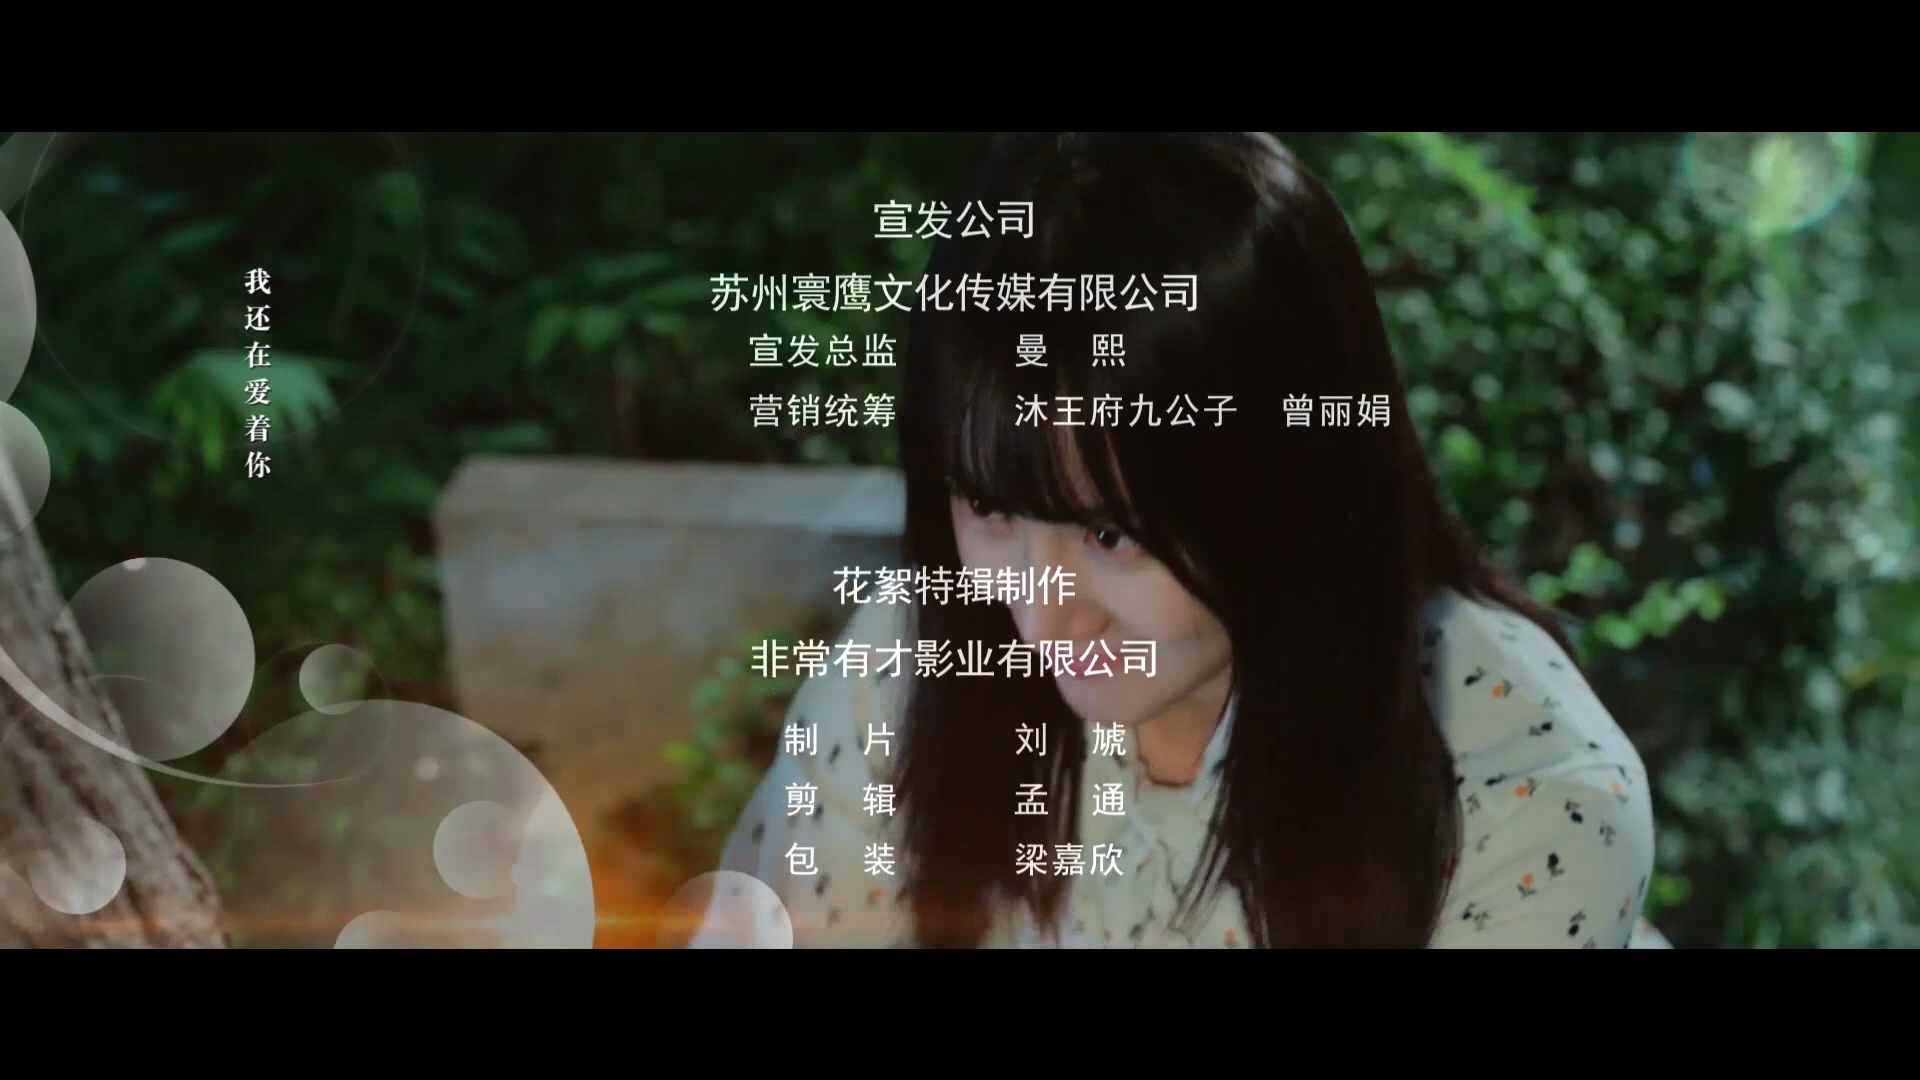 我还在爱着你
宣发公司
苏州寰鹰文化传媒有限公司
宣发总监 曼 熙
营销统筹 沐王府九公子 曾丽娟
花絮特辑制作
非常有才影业有限公司
制 片 刘 虓
剪 辑 孟 通
包 装 梁嘉欣